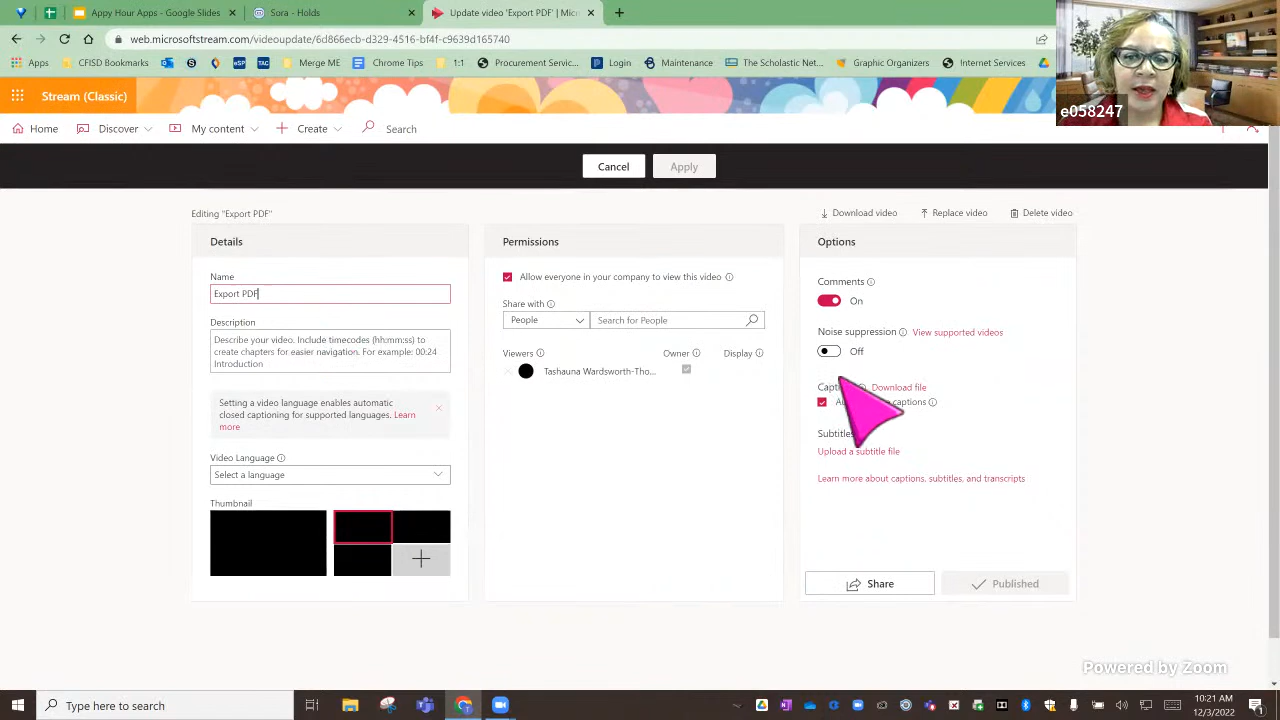 Appy Hour Apps - Google Slides
Sora - Holds
Update video 'Export PDF' | Mic
web.microsoftstream.com/videoupdate/6d866ecb-d329-4516-bf4f-c9639d165740
Apps CFISD Bookmarks TAC Merge ME Chrome Tips 1:1 Procurement Servic... Login Maintenance The Scholastic Net... Graphic Organizers Internet Services
e058247
Stream (Classic)
Home Discover My content Create Search
Cancel Apply
Editing "Export PDF"
Download video Replace video Delete video
Details
Name
Export PDF
Description
Describe your video. Include timecodes (hh:mm:ss) to
create chapters for easier navigation. For example: 00:24
Introduction
Setting a video language enables automatic
closed captioning for supported languages. Learn
more
Video Language
Select a language
Thumbnail
Permissions
Allow everyone in your company to view this video
Share with
People Search for People
Viewers Owner Display
Tashauna Wardsworth-Tho...
Options
Comments
On
Noise suppression View supported videos
Off
Download file
captions
Subtitles
Upload a subtitle file
Learn more about captions, subtitles, and transcripts
Share Published
Powered by Zoom
Type here to search
10:21 AM
12/3/2022